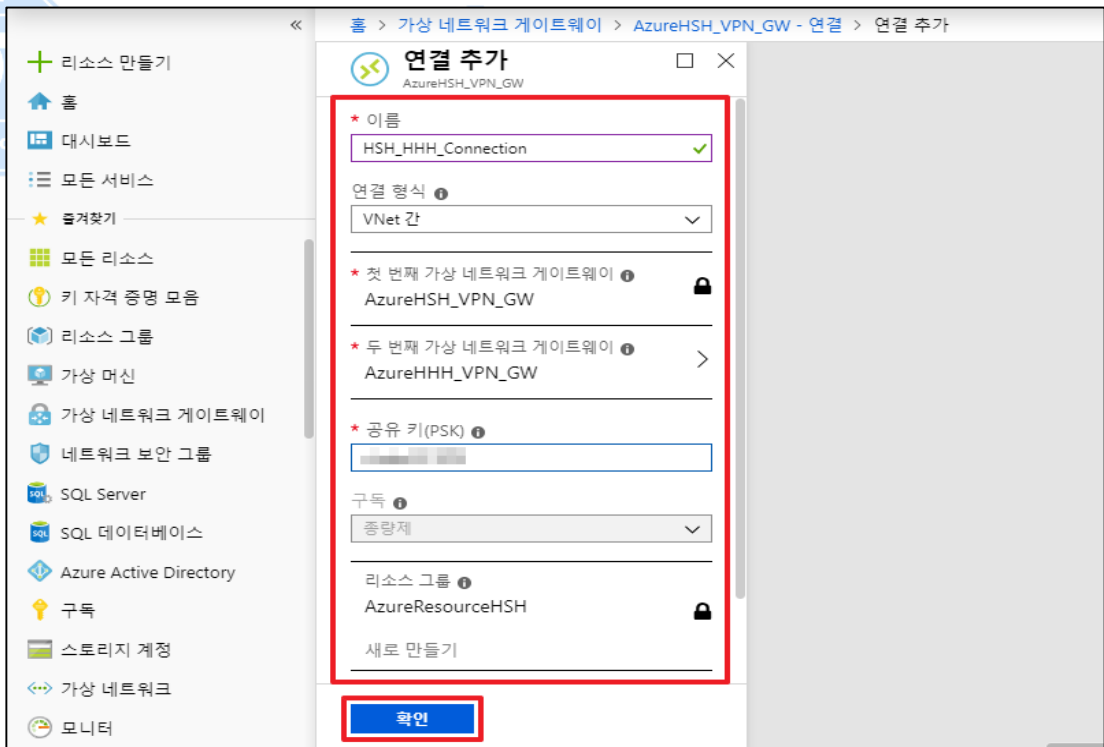 «
홈 > 가상 네트워크 게이트웨이 > AzureHSH_VPN_GW - 연결 > 연결 추가
리소스 만들기
홈
대시보드
모든 서비스
즐겨찾기
모든 리소스
키 자격 증명 모음
리소스 그룹
가상 머신
가상 네트워크 게이트웨이
네트워크 보안 그룹
SQL Server
SQL 데이터베이스
Azure Active Directory
구독
스토리지 계정
가상 네트워크
모니터
연결 추가
AzureHSH_VPN_GW
* 이름
HSH_HHH_Connection
연결 형식
VNet 간
* 첫 번째 가상 네트워크 게이트웨이
AzureHSH_VPN_GW
* 두 번째 가상 네트워크 게이트웨이
AzureHHH_VPN_GW
* 공유 키(PSK)
구독
종량제
리소스 그룹
AzureResourceHSH
새로 만들기
확인